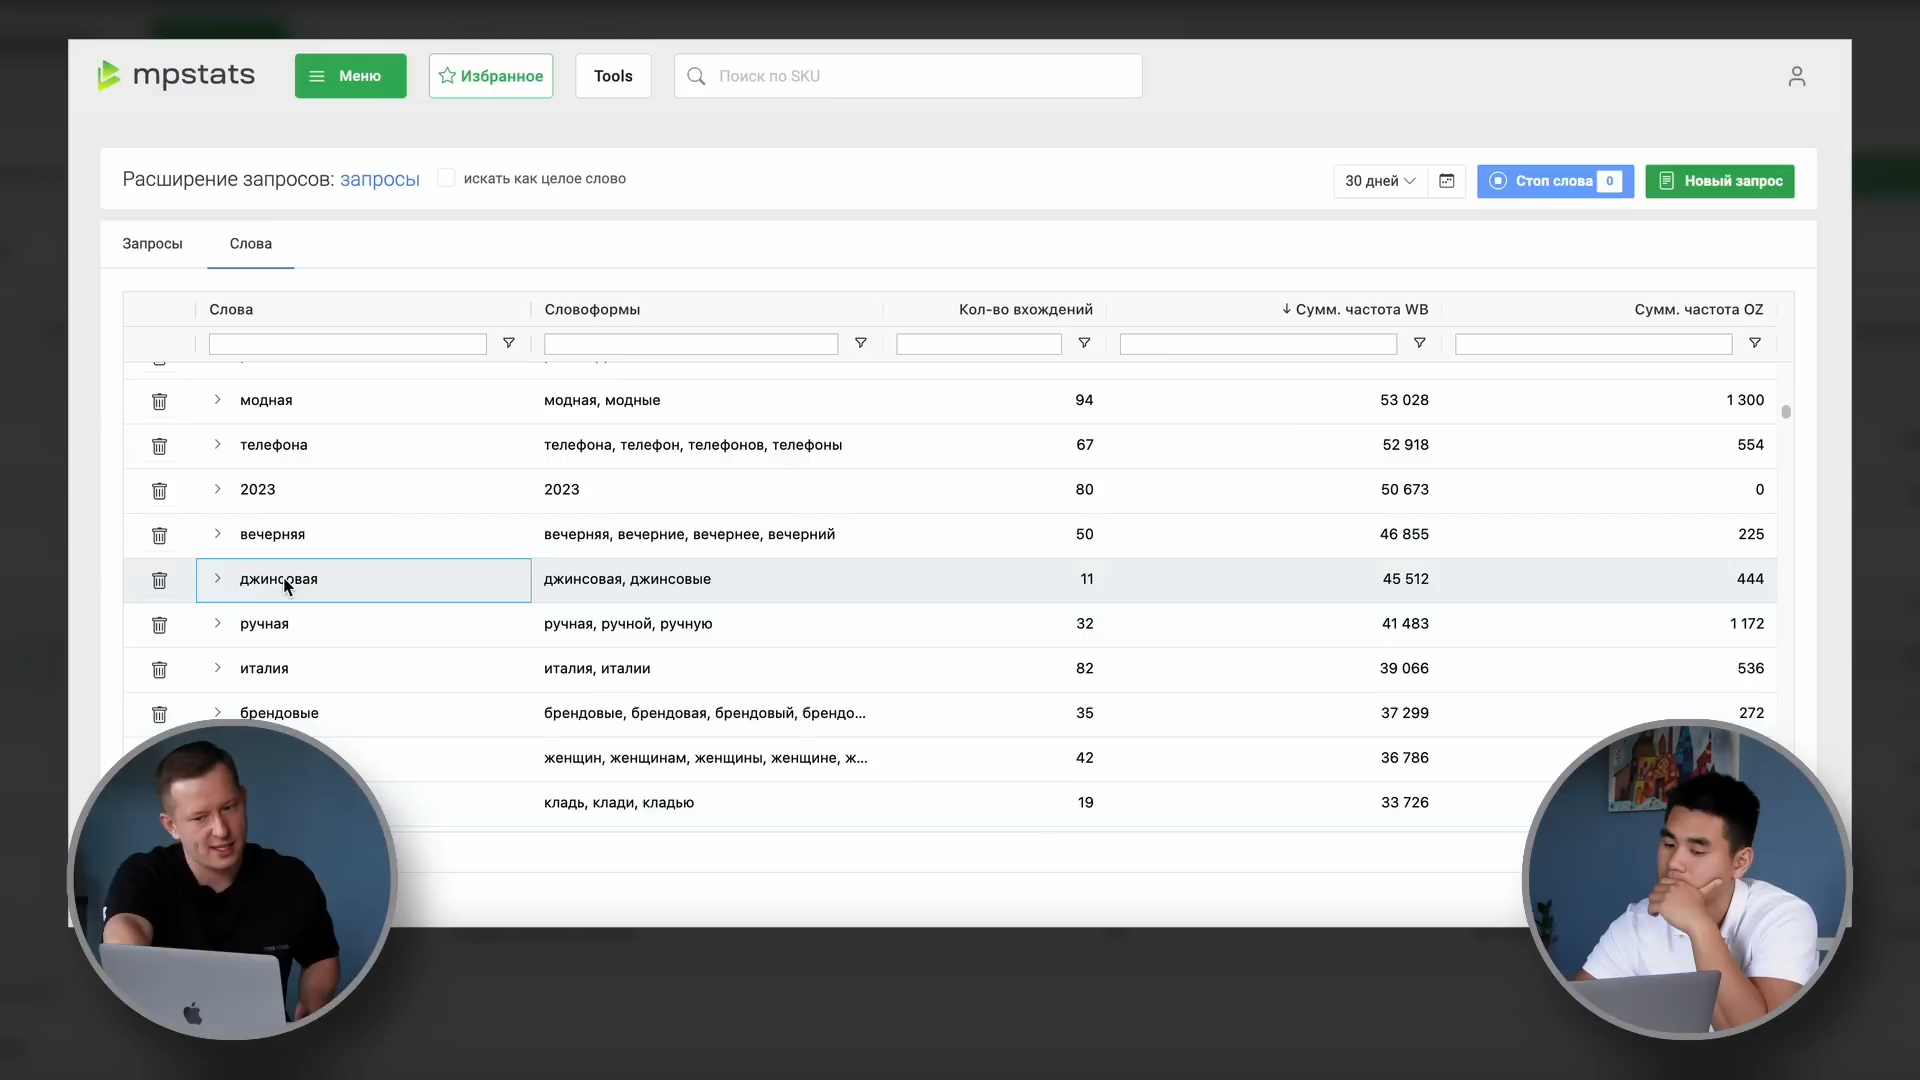 mpstats Меню Избранное Tools Поиск по SKU
Расширение запросов: запросы искать как целое слово 30 дней Стоп слова 0 Новый запрос
Запросы Слова
Слова Словоформы Кол-во вхождений ↓ Сумм. частота WB Сумм. частота OZ
модная модная, модные 94 53 028 1 300
телефона телефона, телефон, телефонов, телефоны 67 52 918 554
2023 2023 80 50 673 0
вечерняя вечерняя, вечерние, вечернее, вечерний 50 46 855 225
джинсовая джинсовая, джинсовые 11 45 512 444
ручная ручная, ручной, ручную 32 41 483 1 172
италия италия, италии 82 39 066 536
брендовые брендовые, брендовая, брендовый, брендо... 35 37 299 272
женщин, женщинам, женщины, женщине, ж... 42 36 786
кладь, клади, кладью 19 33 726